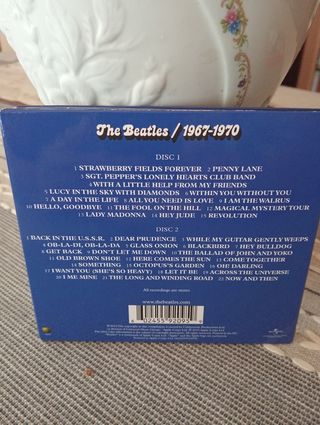 The Beatles / 1967-1970
DISC 1
1 STRAWBERRY FIELDS FOREVER 2 PENNY LANE
3 SGT. PEPPER'S LONELY HEARTS CLUB BAND
4 WITH A LITTLE HELP FROM MY FRIENDS
5 LUCY IN THE SKY WITH DIAMONDS 6 WITHIN YOU WITHOUT YOU
7 A DAY IN THE LIFE 8 ALL YOU NEED IS LOVE 9 I AM THE WALRUS
10 HELLO, GOODBYE 11 THE FOOL ON THE HILL 12 MAGICAL MYSTERY TOUR
13 LADY MADONNA 14 HEY JUDE 15 REVOLUTION
DISC 2
1 BACK IN THE U.S.S.R. 2 DEAR PRUDENCE 3 WHILE MY GUITAR GENTLY WEEPS
4 OB-LA-DI, OB-LA-DA 5 GLASS ONION 6 BLACKBIRD 7 HEY BULLDOG
8 GET BACK 9 DON'T LET ME DOWN 10 THE BALLAD OF JOHN AND YOKO
11 OLD BROWN SHOE 12 HERE COMES THE SUN 13 COME TOGETHER
14 SOMETHING 15 OCTOPUS'S GARDEN 16 OH! DARLING
17 I WANT YOU (SHE'S SO HEAVY) 18 LET IT BE 19 ACROSS THE UNIVERSE
20 I ME MINE 21 THE LONG AND WINDING ROAD 22 NOW AND THEN
All recordings are stereo
www.thebeatles.com